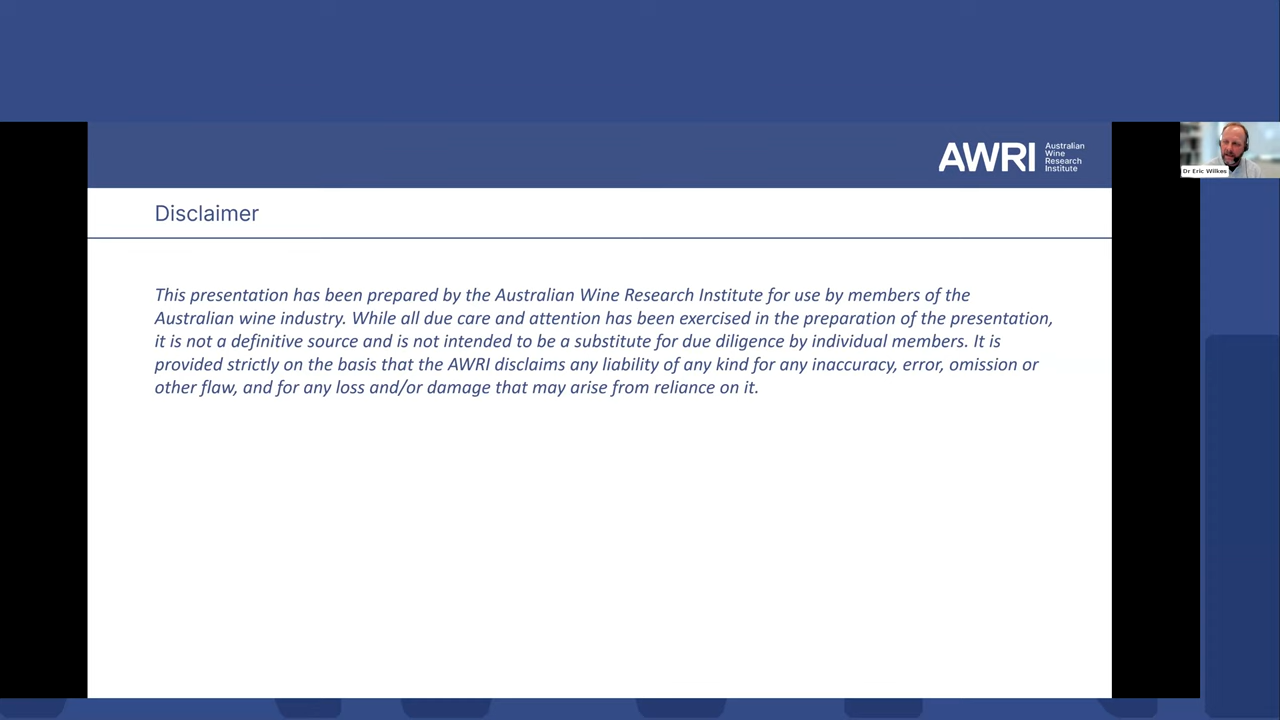 AWRI
Australian
Wine
Research
Institute
Dr Eric Wilkes
Disclaimer
This presentation has been prepared by the Australian Wine Research Institute for use by members of the
Australian wine industry. While all due care and attention has been exercised in the preparation of the presentation,
it is not a definitive source and is not intended to be a substitute for due diligence by individual members. It is
provided strictly on the basis that the AWRI disclaims any liability of any kind for any inaccuracy, error, omission or
other flaw, and for any loss and/or damage that may arise from reliance on it.